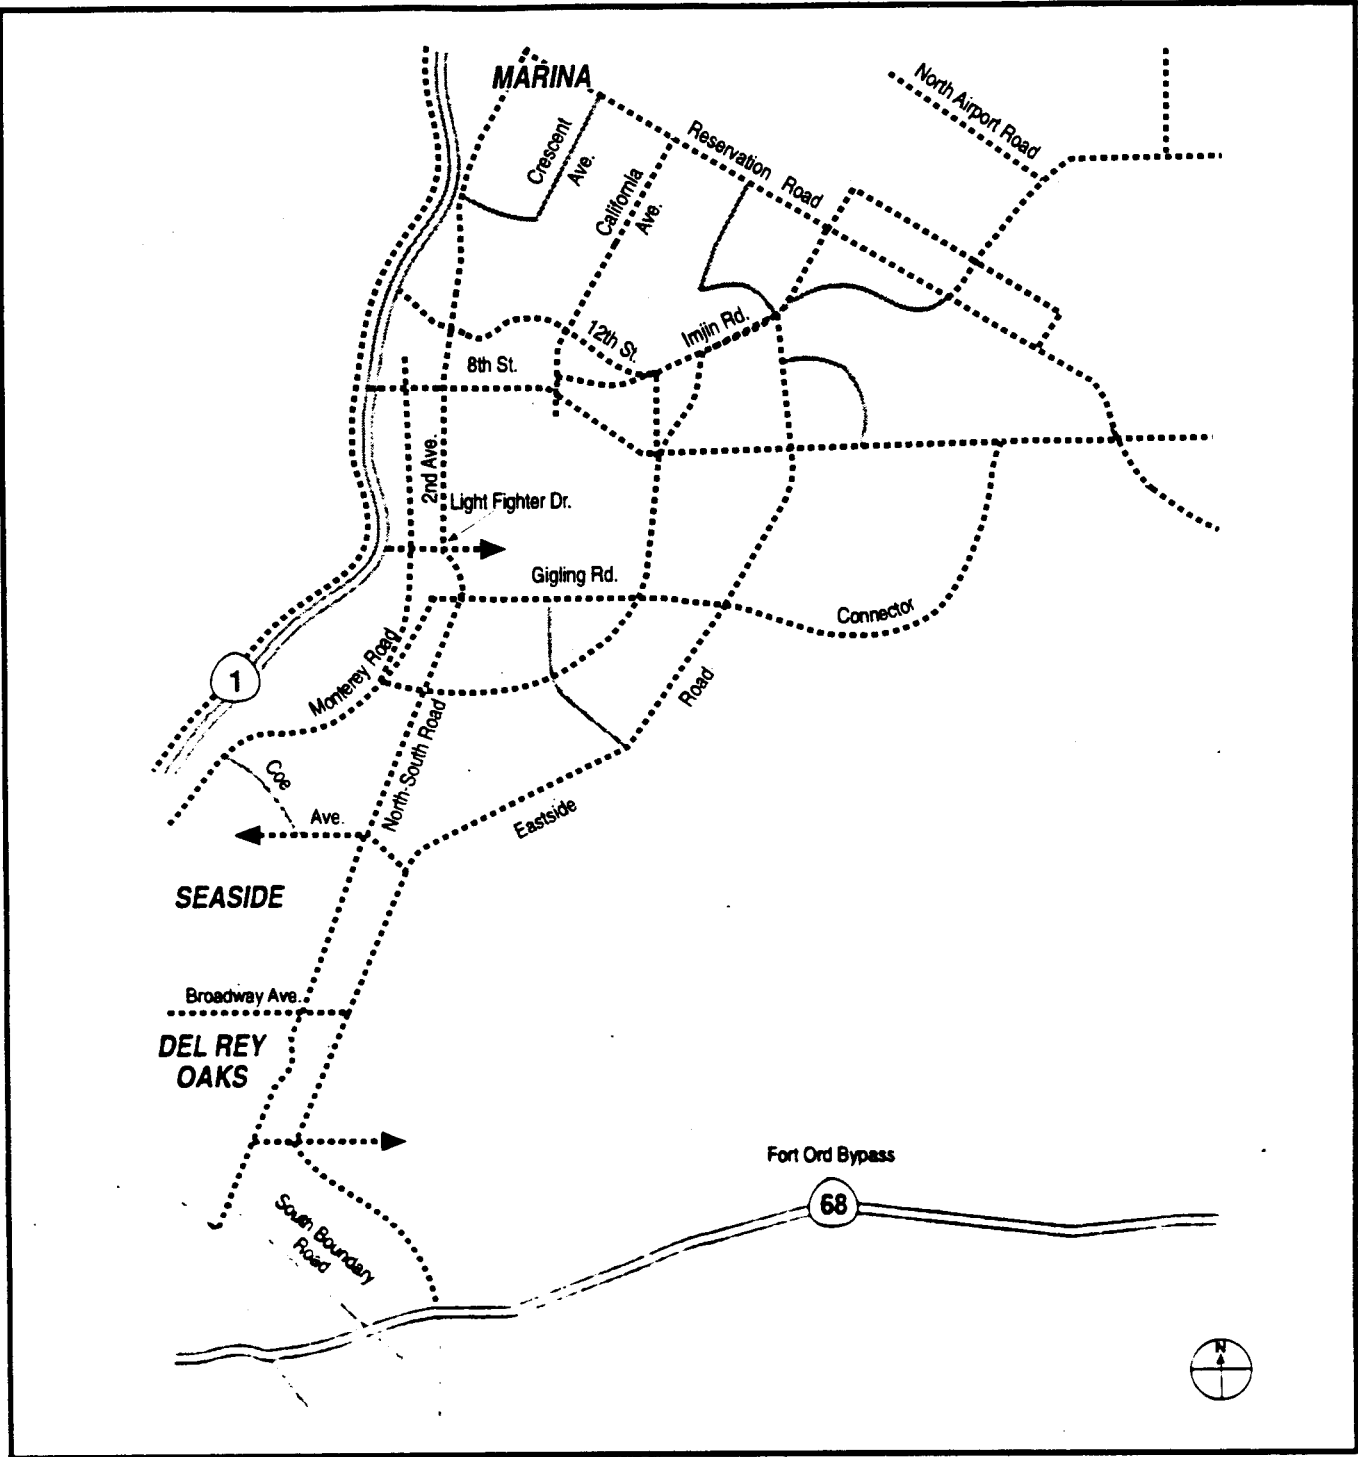 MARINA
North Airport Road
Crescent
Ave.
Reservation Road
California
Ave.
12th St.
Imjin Rd.
8th St.
2nd Ave.
Light Fighter Dr.
Gigling Rd.
Connector
Monterey Road
1
Road
North-South Road
Coe
Ave.
Eastside
SEASIDE
Broadway Ave.
DEL REY
OAKS
Fort Ord Bypass
68
South Boundary
Road
N